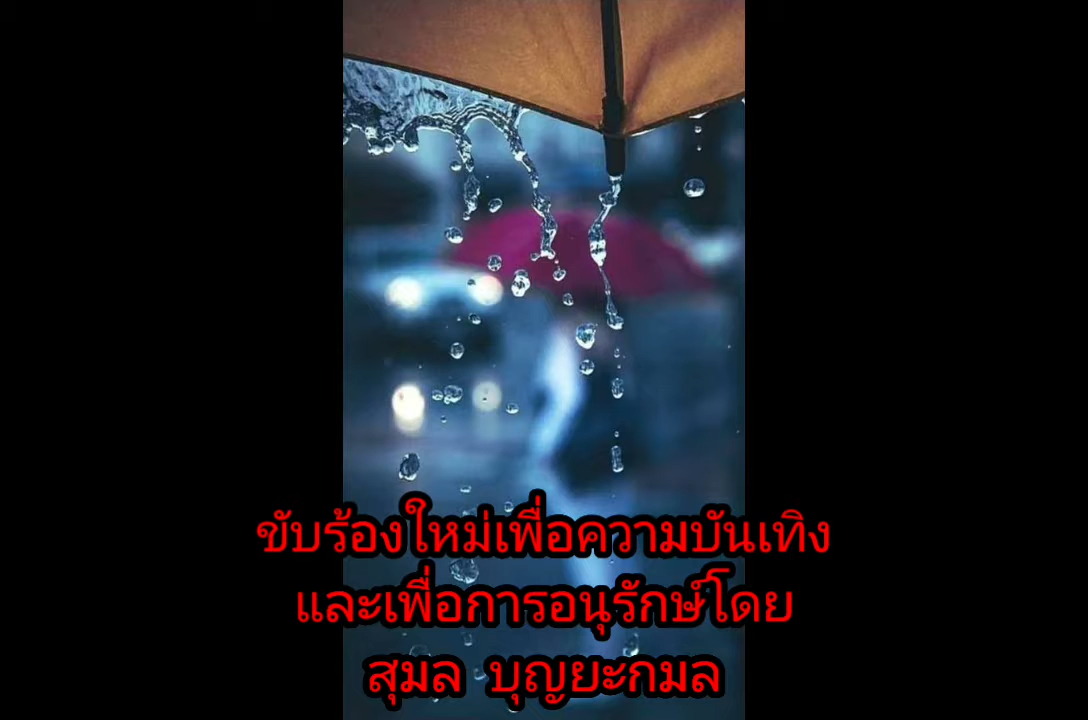 ขับร้องใหม่เพื่อความบันเทิง
และเพื่อการอนุรักษ์โดย
สุมล บุญยะกมล